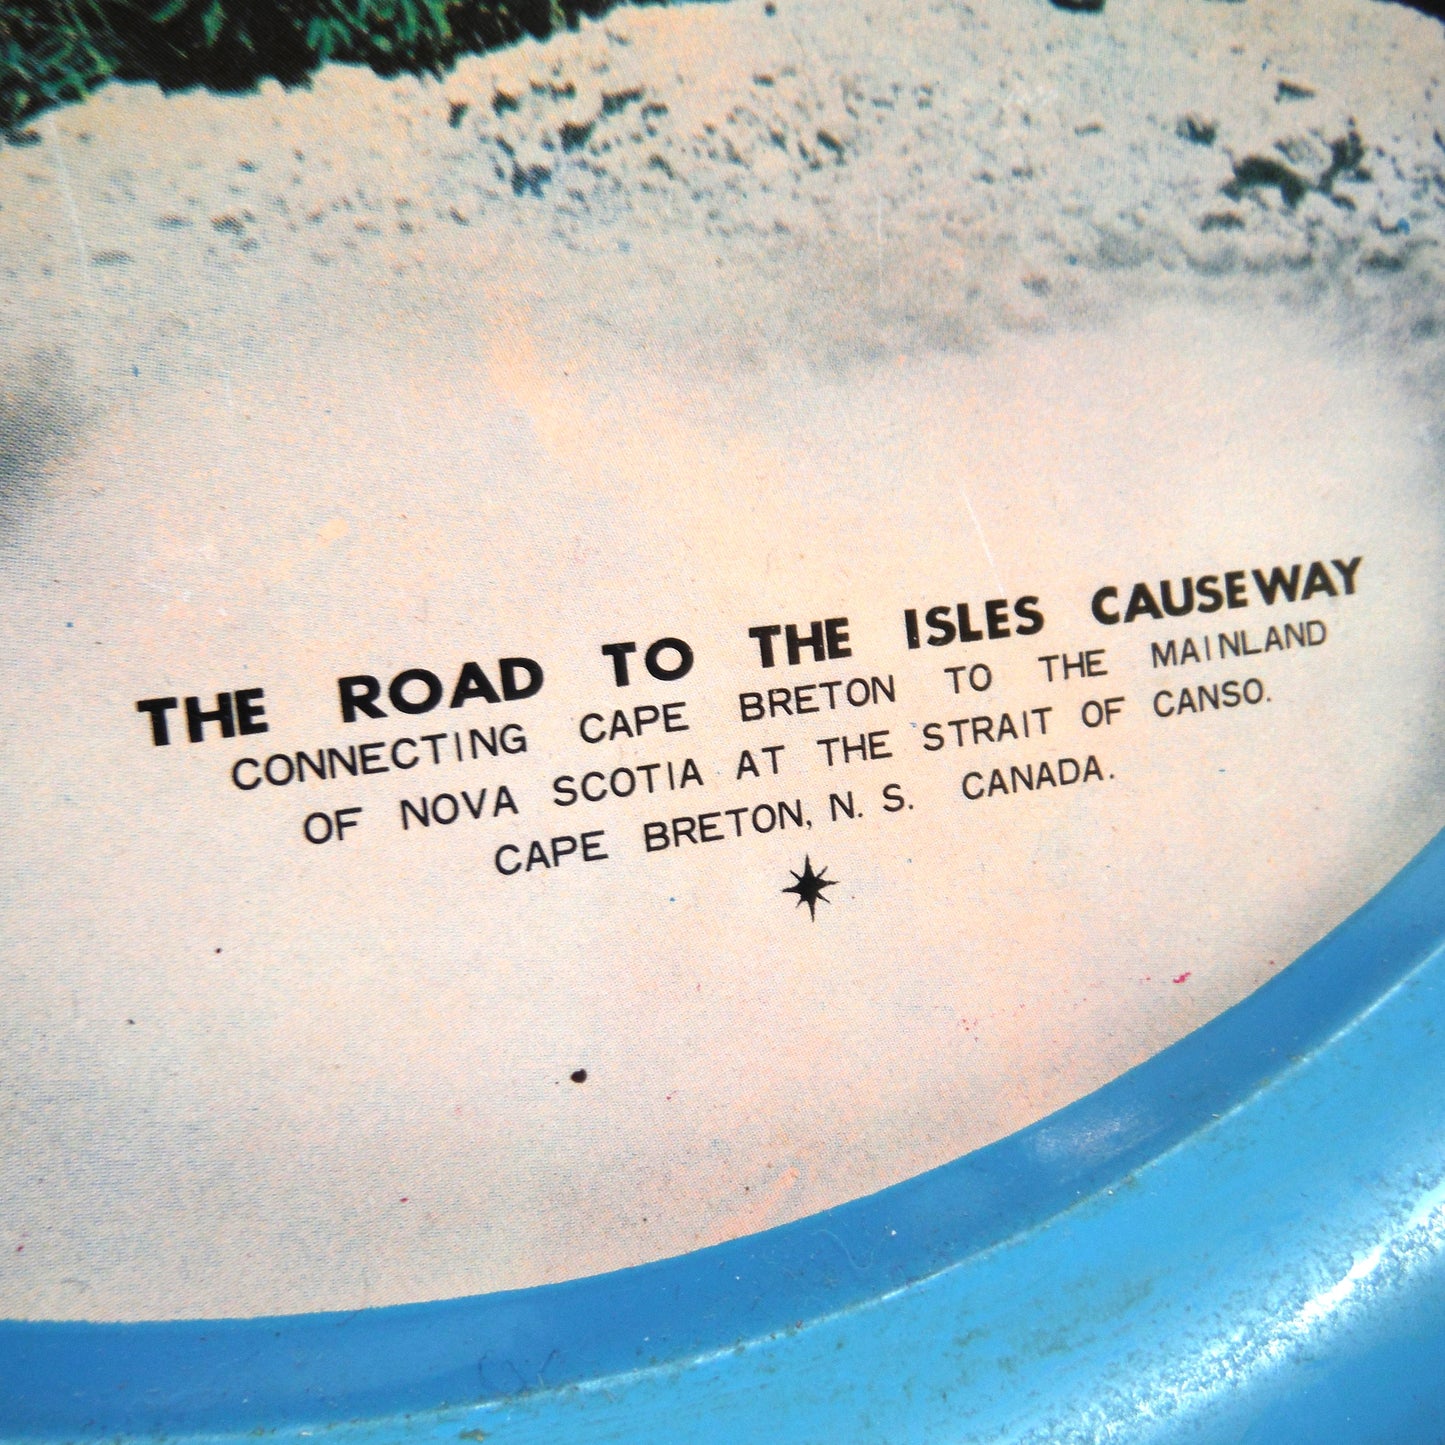 THE ROAD TO THE ISLES CAUSEWAY
CONNECTING CAPE BRETON TO THE MAINLAND
OF NOVA SCOTIA AT THE STRAIT OF CANSO.
CAPE BRETON, N. S. CANADA.